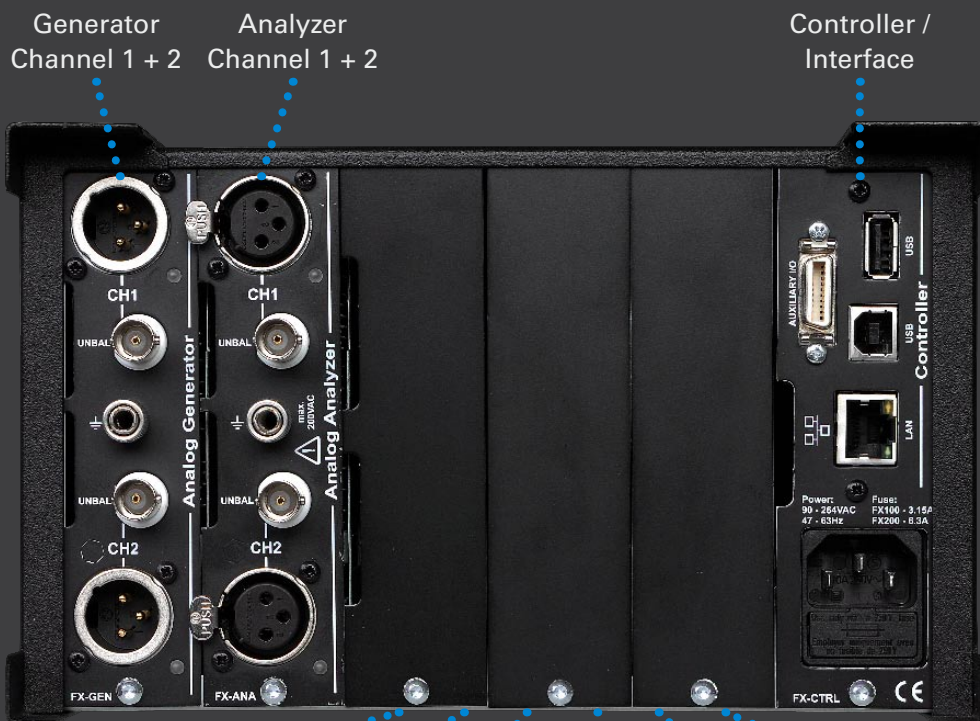 Generator
Channel 1 + 2
Analyzer
Channel 1 + 2
Controller /
Interface
PUSH
CH1
UNBAL
Analog Generator
UNBAL
CH2
FX-GEN
CH1
UNBAL
max.
200VAC
Analog Analyzer
UNBAL
CH2
PUSH
FX-ANA
AUXILIARY I/O
USB
USB
Controller
LAN
Power:
90 - 264VAC
47 - 63Hz
Fuse:
FX100 - 3.15A
FX200 - 6.3A
FX-CTRL
CE